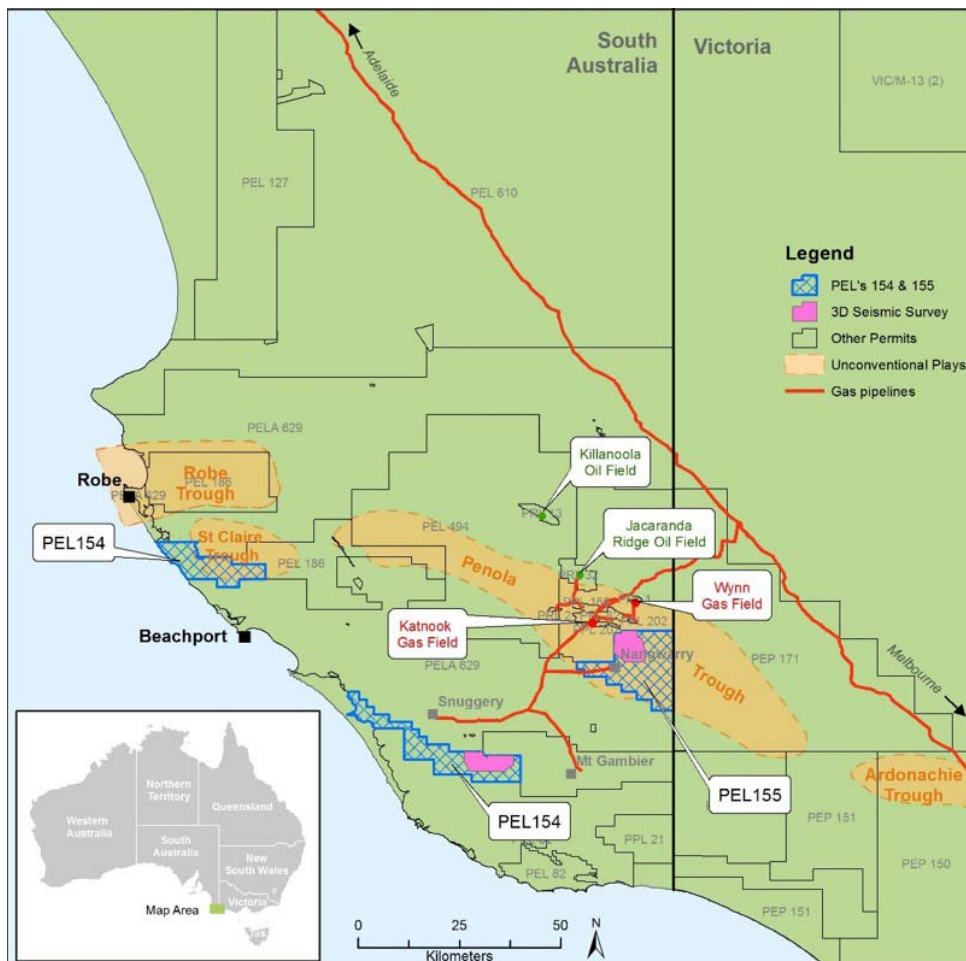 South
Australia
Victoria
Adelaide
VIC/M-13 (2)
PEL 127
PEL 610
Legend
PEL's 154 & 155
3D Seismic Survey
Other Permits
Unconventional Plays
Gas pipelines
PELA 629
Killanoola
Oil Field
Robe
Robe
Trough
PEL 186
PEL154
St Claire
Trough
PEL 186
PEL 494
Jacaranda
Ridge Oil Field
Penola
Wynn
Gas Field
Katnook
Gas Field
Beachport
PELA 629
Nangwarry
Trough
PEP 171
Melbourne
Snuggery
Mt Gambier
Ardonachie
Trough
PEL155
PEL154
PEP 151
PPL 21
PEP 150
PEL 82
PEP 151
Northern
Territory
Queensland
Western
Australia
South
Australia
New
South Wales
Victoria
Map Area
0 25 50
Kilometers
N